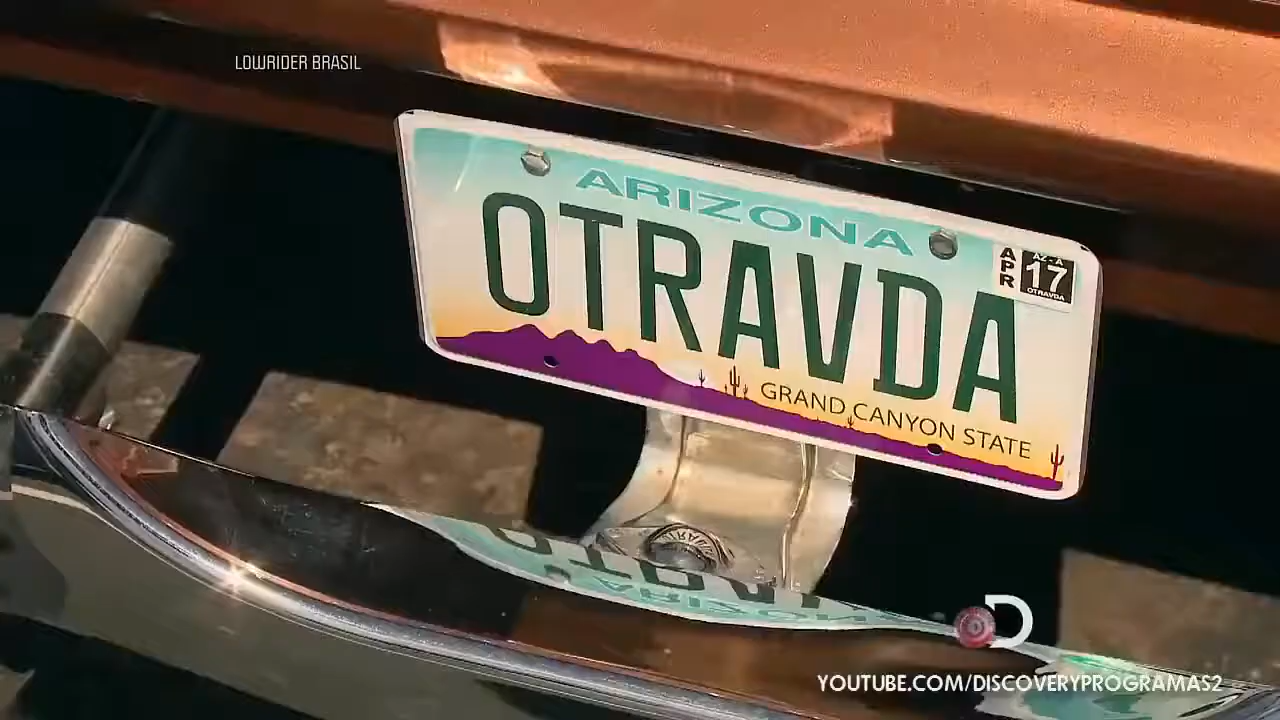 LOWRIDER BRASIL
ARIZONA
OTRAVDA
APR
AZ-A
17
OTRAVDA
GRAND CANYON STATE
D
YOUTUBE.COM/DISCOVERYPROGRAMAS2